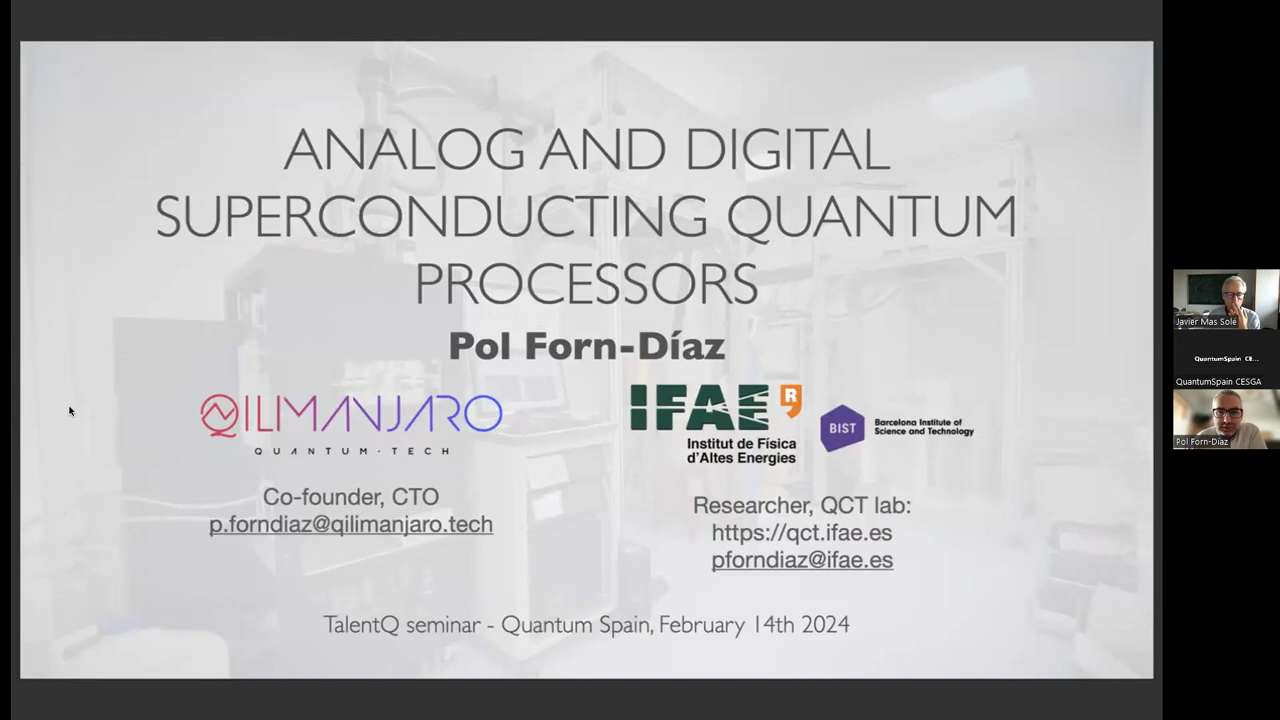 ANALOG AND DIGITAL
SUPERCONDUCTING QUANTUM
PROCESSORS
Pol Forn-Díaz
QILIMANJARO
QUANTUM·TECH
Co-founder, CTO
p.forndiaz@qilimanjaro.tech
IFAE R
Institut de Física
d'Altes Energies
BIST
Barcelona Institute of
Science and Technology
Researcher, QCT lab:
https://qct.ifae.es
pforndiaz@ifae.es
TalentQ seminar - Quantum Spain, February 14th 2024
Javier Mas Solé
QuantumSpain CE...
QuantumSpain CESGA
Pol Forn-Díaz